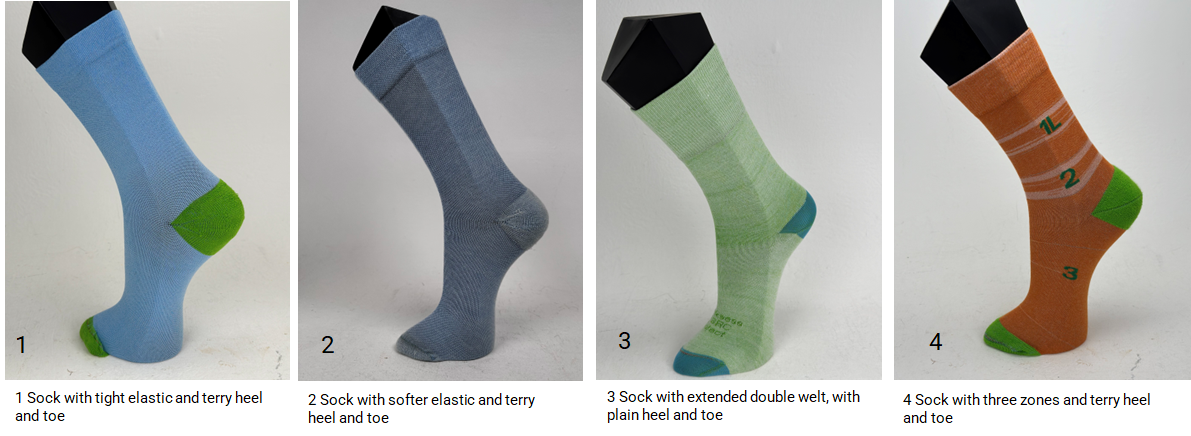 1L
2
3
1
2
3
4
1 Sock with tight elastic and terry heel
and toe
2 Sock with softer elastic and terry
heel and toe
3 Sock with extended double welt, with
plain heel and toe
4 Sock with three zones and terry heel
and toe